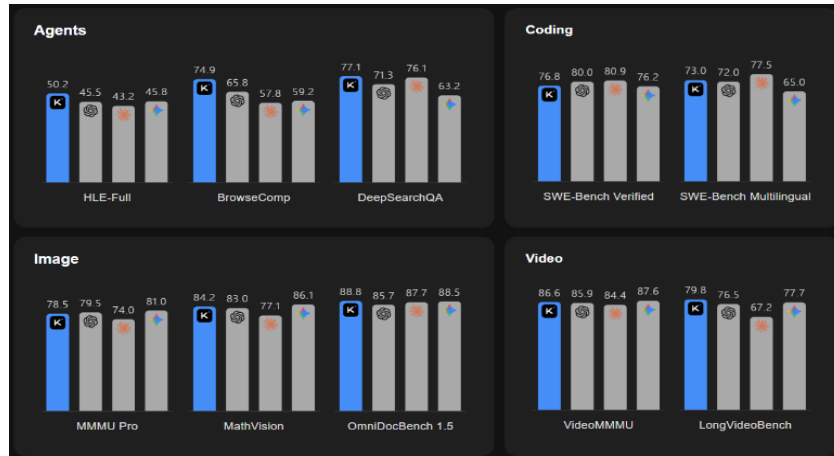 Agents
50.2 45.5 43.2 45.8
74.9 65.8 57.8 59.2
77.1 71.3 76.1 63.2
HLE-Full
BrowseComp
DeepSearchQA
Coding
76.8 80.0 80.9 76.2
73.0 72.0 77.5 65.0
SWE-Bench Verified
SWE-Bench Multilingual
Image
78.5 79.5 74.0 81.0
84.2 83.0 77.1 86.1
88.8 85.7 87.7 88.5
MMMU Pro
MathVision
OmniDocBench 1.5
Video
86.6 85.9 84.4 87.6
79.8 76.5 67.2 77.7
VideoMMMU
LongVideoBench